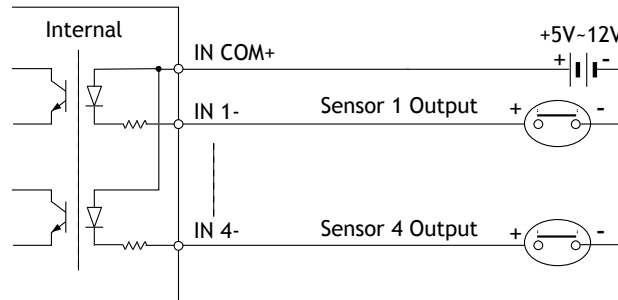 Internal
+5V~12V
IN COM+
+ -
IN 1-
Sensor 1 Output
+ -
IN 4-
Sensor 4 Output
+ -